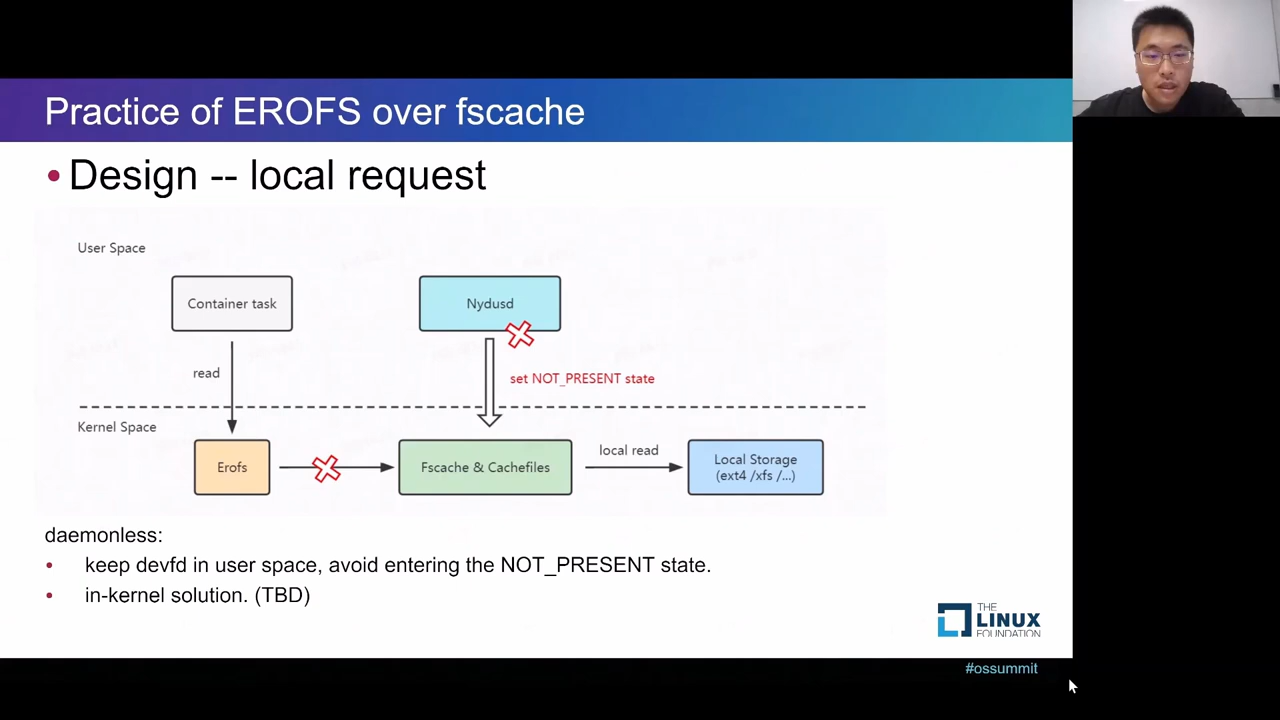 Practice of EROFS over fscache
• Design -- local request
User Space
Container task
Nydusd
read
set NOT_PRESENT state
Kernel Space
Erofs
Fscache & Cachefiles
local read
Local Storage
(ext4 /xfs /...)
daemonless:
• keep devfd in user space, avoid entering the NOT_PRESENT state.
• in-kernel solution. (TBD)
THE
LINUX
FOUNDATION
#ossummit